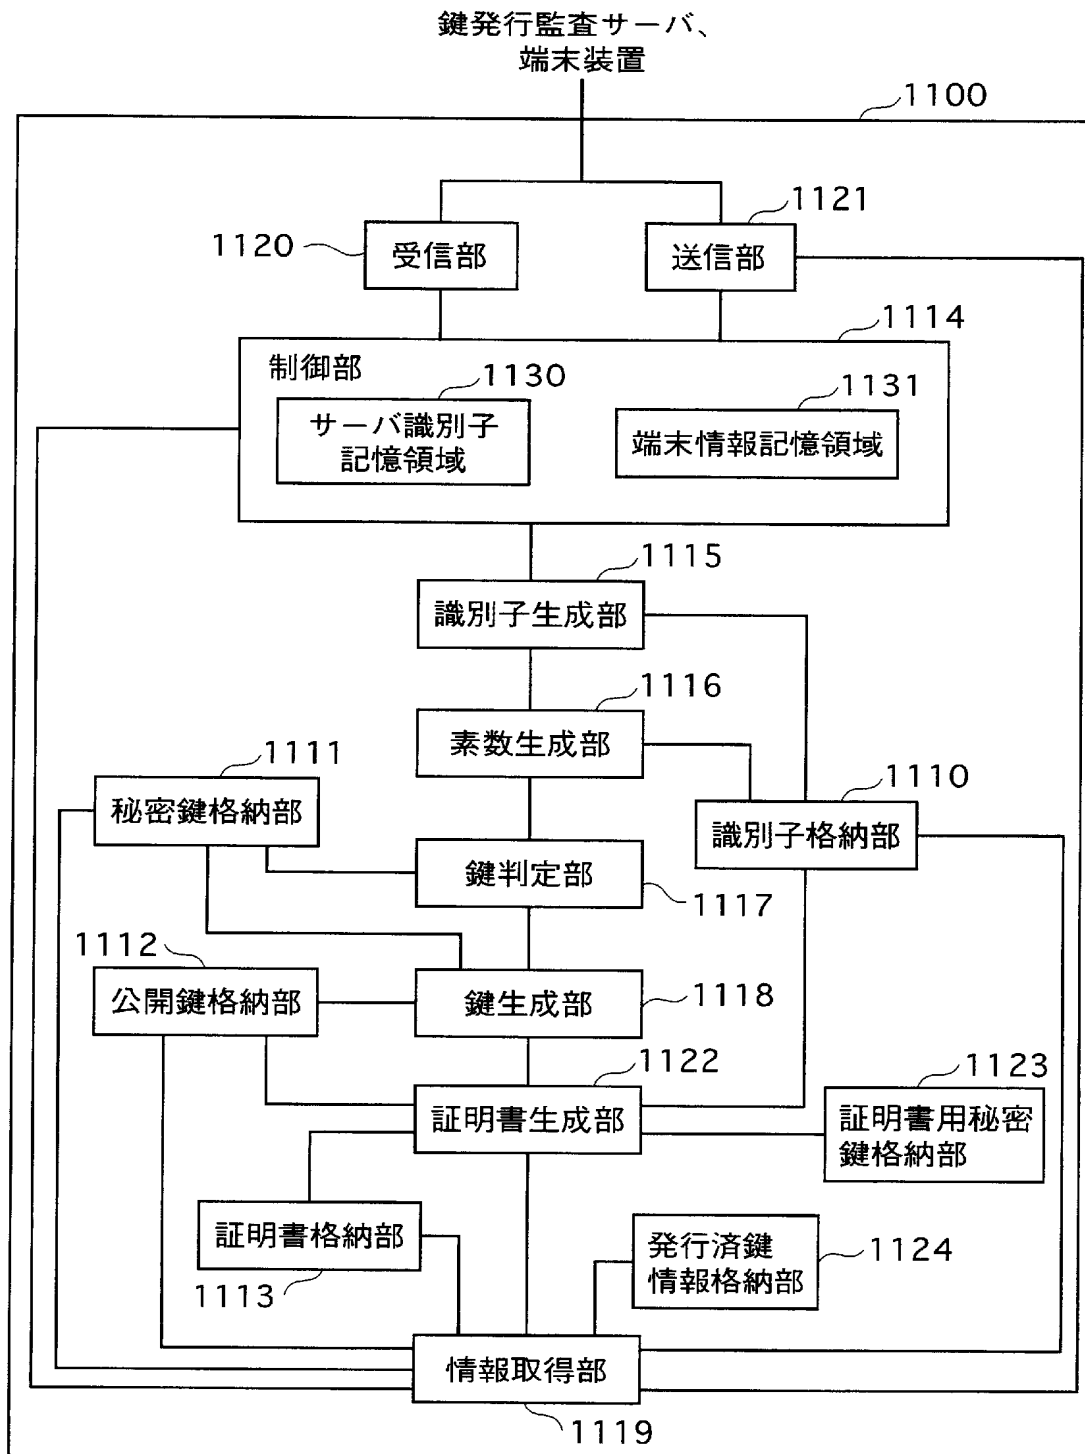 鍵発行監査サーバ、
端末装置
1100
1121
1120
受信部
送信部
1114
制御部
1130
1131
サーバ識別子
記憶領域
端末情報記憶領域
1115
識別子生成部
1116
素数生成部
1111
1110
秘密鍵格納部
識別子格納部
鍵判定部
1117
1112
公開鍵格納部
鍵生成部
1118
1122
1123
証明書生成部
証明書用秘密
鍵格納部
証明書格納部
1113
発行済鍵
情報格納部
1124
情報取得部
1119